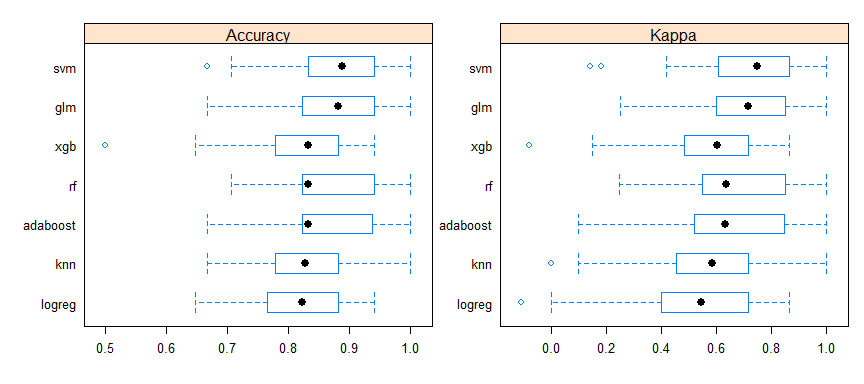 Accuracy
Kappa
svm
glm
xgb
rf
adaboost
knn
logreg
svm
glm
xgb
rf
adaboost
knn
logreg
0.5 0.6 0.7 0.8 0.9 1.0
0.0 0.2 0.4 0.6 0.8 1.0